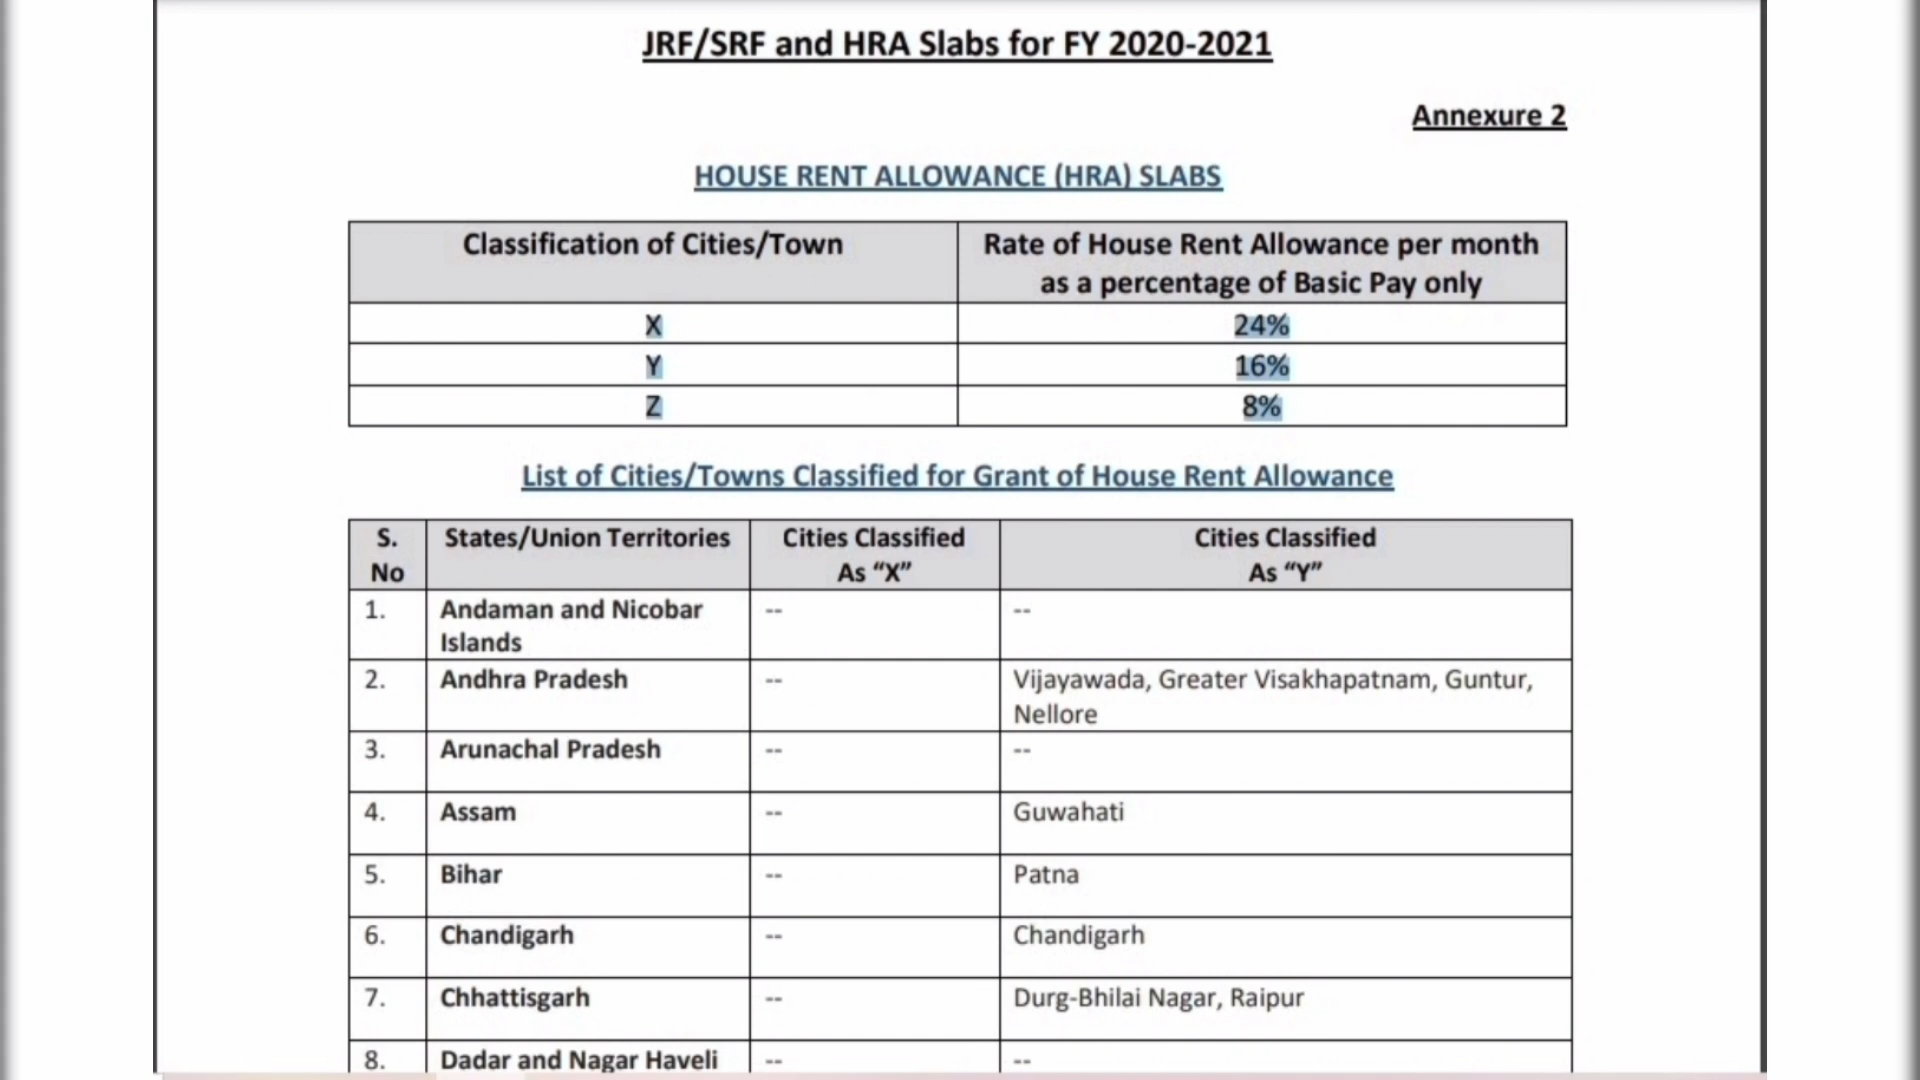 JRF/SRF and HRA Slabs for FY 2020-2021
Annexure 2
HOUSE RENT ALLOWANCE (HRA) SLABS
Classification of Cities/Town
Rate of House Rent Allowance per month
as a percentage of Basic Pay only
X 24%
Y 16%
Z 8%
List of Cities/Towns Classified for Grant of House Rent Allowance
S.
No
States/Union Territories
Cities Classified
As “X”
Cities Classified
As “Y”
1. Andaman and Nicobar
Islands
-- --
2. Andhra Pradesh -- Vijayawada, Greater Visakhapatnam, Guntur,
Nellore
3. Arunachal Pradesh -- --
4. Assam -- Guwahati
5. Bihar -- Patna
6. Chandigarh -- Chandigarh
7. Chhattisgarh -- Durg-Bhilai Nagar, Raipur
8. Dadar and Nagar Haveli -- --